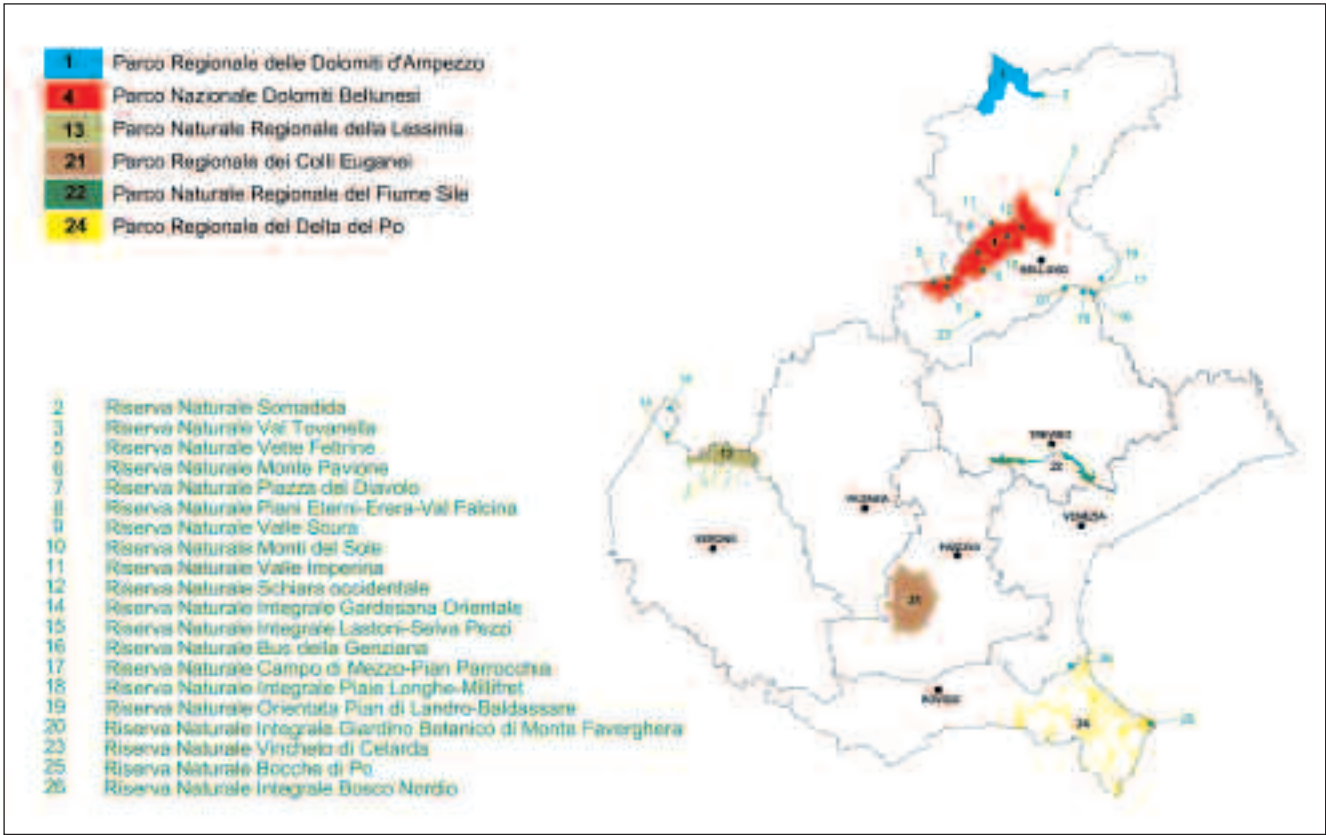 1 Parco Regionale delle Dolomiti d'Ampezzo
4 Parco Nazionale Dolomiti Bellunesi
13 Parco Naturale Regionale della Lessinia
21 Parco Regionale dei Colli Euganei
22 Parco Naturale Regionale del Fiume Sile
24 Parco Regionale del Delta del Po
BELLUNO
2 Riserva Naturale Somadida
3 Riserva Naturale Val Tovanella
5 Riserva Naturale Vette Feltrine
6 Riserva Naturale Monte Pavione
7 Riserva Naturale Piazza del Diavolo
8 Riserva Naturale Piani Eterni-Erera-Val Falcina
9 Riserva Naturale Valle Scura
10 Riserva Naturale Monti del Sole
11 Riserva Naturale Valle Imperina
12 Riserva Naturale Schiara occidentale
14 Riserva Naturale Integrale Gardesana Orientale
15 Riserva Naturale Integrale Lastoni-Selva Pezzi
16 Riserva Naturale Bus della Genziana
17 Riserva Naturale Campo di Mezzo-Pian Parrocchia
18 Riserva Naturale Integrale Piaie Longhe-Millifret
19 Riserva Naturale Orientata Pian di Landro-Baldassare
20 Riserva Naturale Integrale Giardino Botanico di Monte Faverghera
23 Riserva Naturale Vincheto di Celarda
25 Riserva Naturale Bocche di Po
26 Riserva Naturale Integrale Bosco Nordio
TREVISO
13
22
VICENZA
VENEZIA
VERONA
PADOVA
21
ROVIGO
24